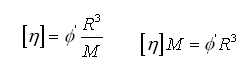 [η] = ϕ' R³/M    [η]M = ϕ'R³